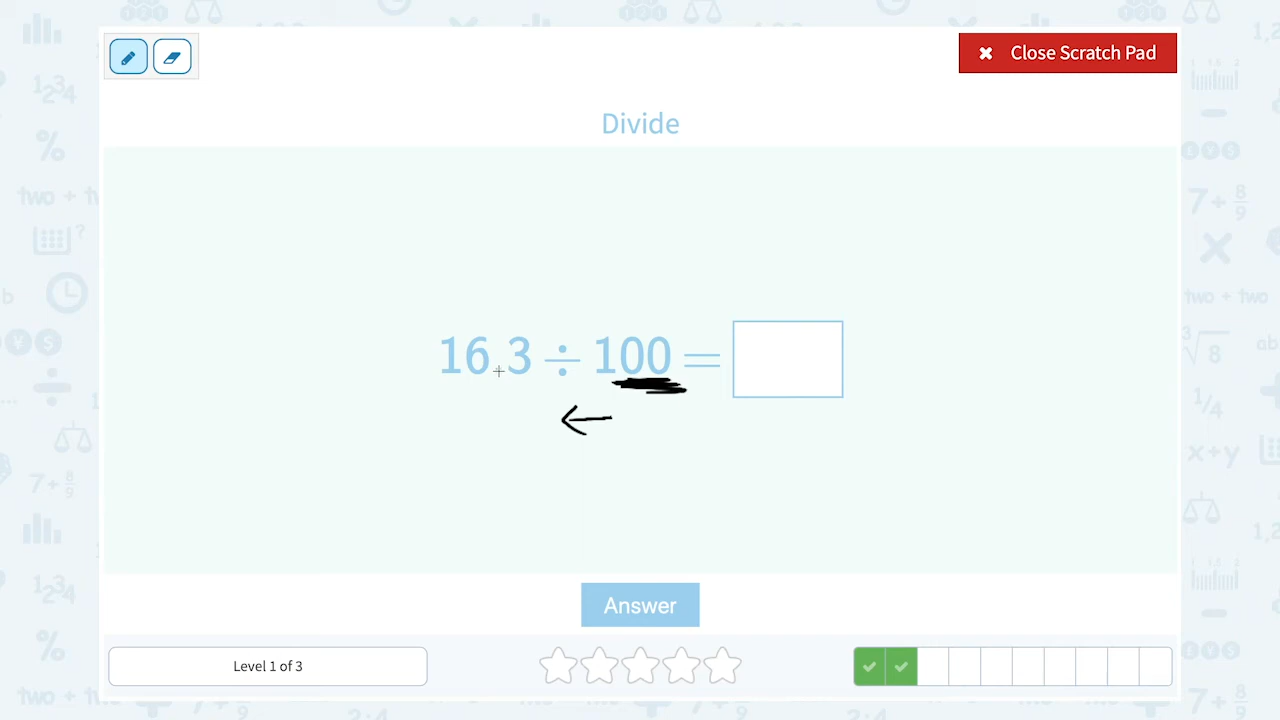 Close Scratch Pad
Divide
16.3 ÷ 100 =
Answer
Level 1 of 3